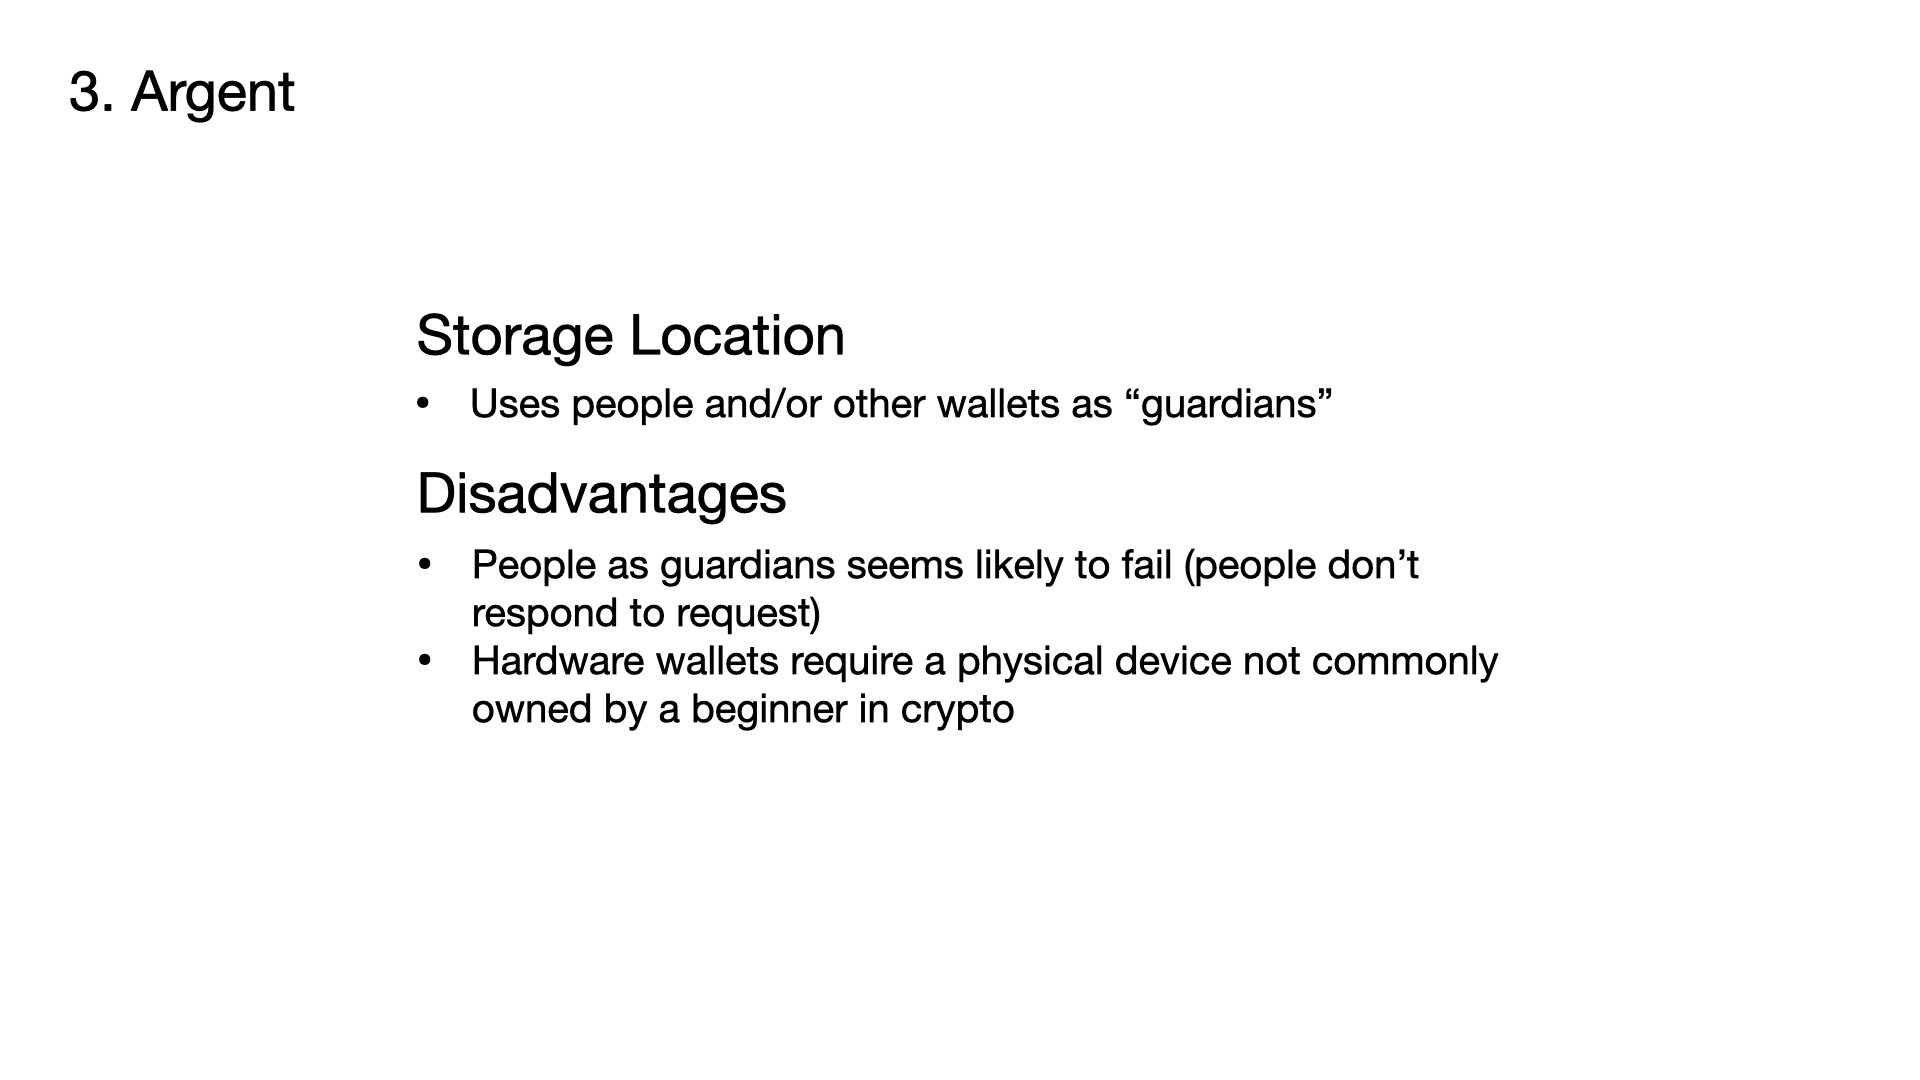 3. Argent
Storage Location
• Uses people and/or other wallets as “guardians”
Disadvantages
• People as guardians seems likely to fail (people don’t
respond to request)
• Hardware wallets require a physical device not commonly
owned by a beginner in crypto